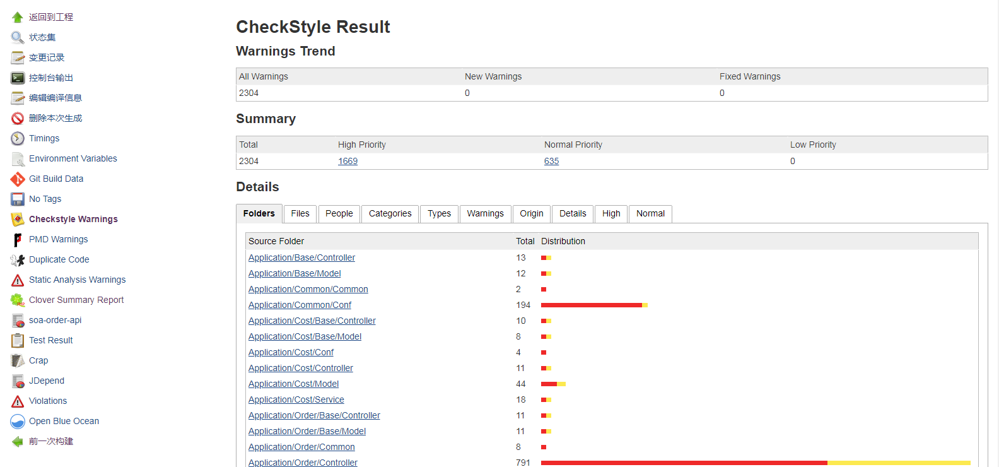 返回到工程
状态集
变更记录
控制台输出
编辑编译信息
删除本次生成
Timings
Environment Variables
Git Build Data
No Tags
Checkstyle Warnings
PMD Warnings
Duplicate Code
Static Analysis Warnings
Clover Summary Report
soa-order-api
Test Result
Crap
JDepend
Violations
Open Blue Ocean
前一次构建
CheckStyle Result
Warnings Trend
All Warnings New Warnings Fixed Warnings
2304 0 0
Summary
Total High Priority Normal Priority Low Priority
2304 1669 635 0
Details
Folders Files People Categories Types Warnings Origin Details High Normal
Source Folder Total Distribution
Application/Base/Controller 13
Application/Base/Model 12
Application/Common/Common 2
Application/Common/Conf 194
Application/Cost/Base/Controller 10
Application/Cost/Base/Model 8
Application/Cost/Conf 4
Application/Cost/Controller 11
Application/Cost/Model 44
Application/Cost/Service 18
Application/Order/Base/Controller 11
Application/Order/Base/Model 11
Application/Order/Common 8
Application/Order/Controller 791